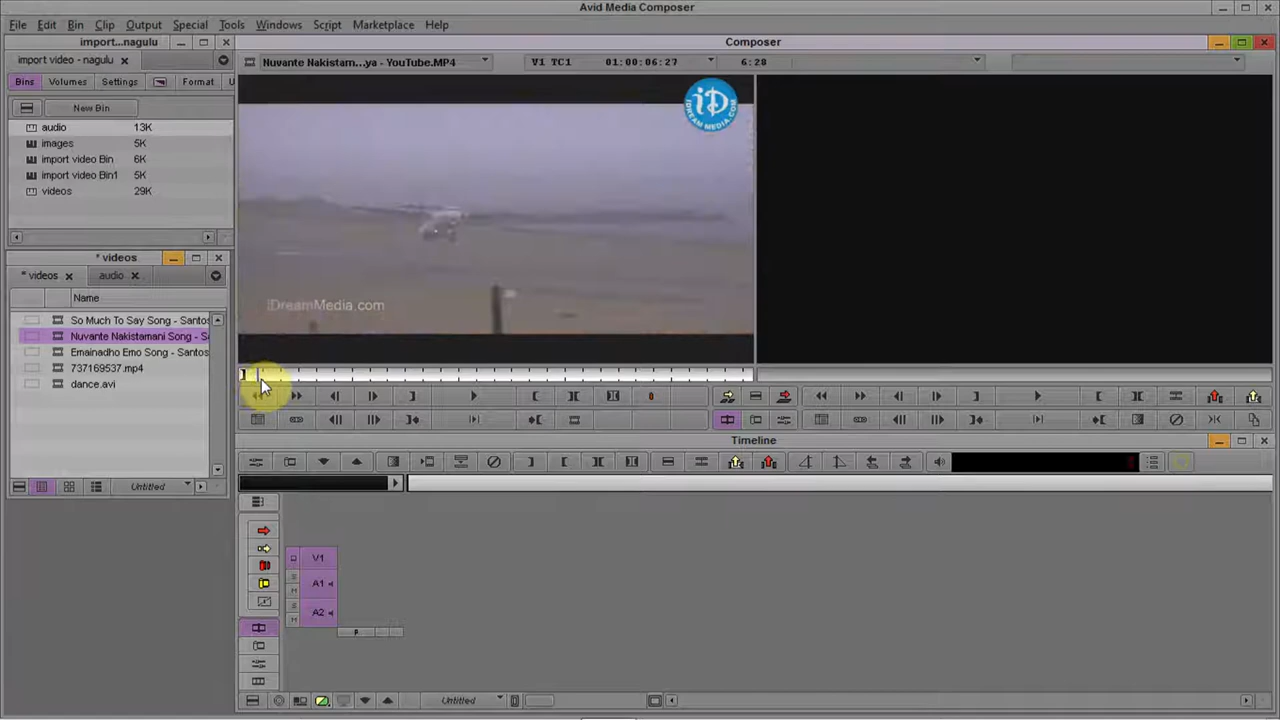 Avid Media Composer
File Edit Bin Clip Output Special Tools Windows Script Marketplace Help
import...nagulu
Composer
import video - nagulu
Nuvante Nakistam...ya - YouTube.MP4 V1 TC1 01:00:06:27 6:28
Bins Volumes Settings Format
New Bin
audio 13K
images 5K
import video Bin 6K
import video Bin1 5K
videos 29K
iD
iDREAM MEDIA.COM
iDreamMedia.com
* videos
* videos audio
Name
So Much To Say Song - Santos
Nuvante Nakistamani Song - S
Emainadho Emo Song - Santos
737169537.mp4
dance.avi
Untitled
Timeline
V1
A1
A2
S
M
S
M
P
Untitled